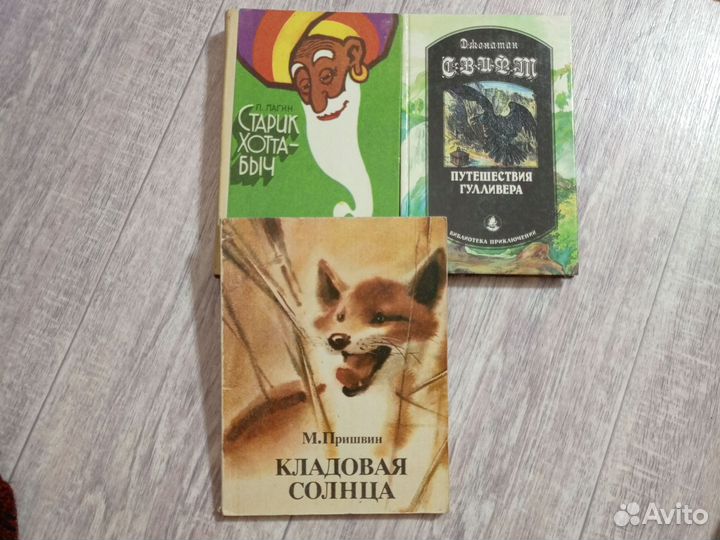 Л. ЛАГИН
СТАРИК
ХОТТА-
БЫЧ
Джонатан
СВИФТ
ПУТЕШЕСТВИЯ
ГУЛЛИВЕРА
БИБЛИОТЕКА ПРИКЛЮЧЕНИЙ
М.Пришвин
КЛАДОВАЯ
СОЛНЦА
Avito